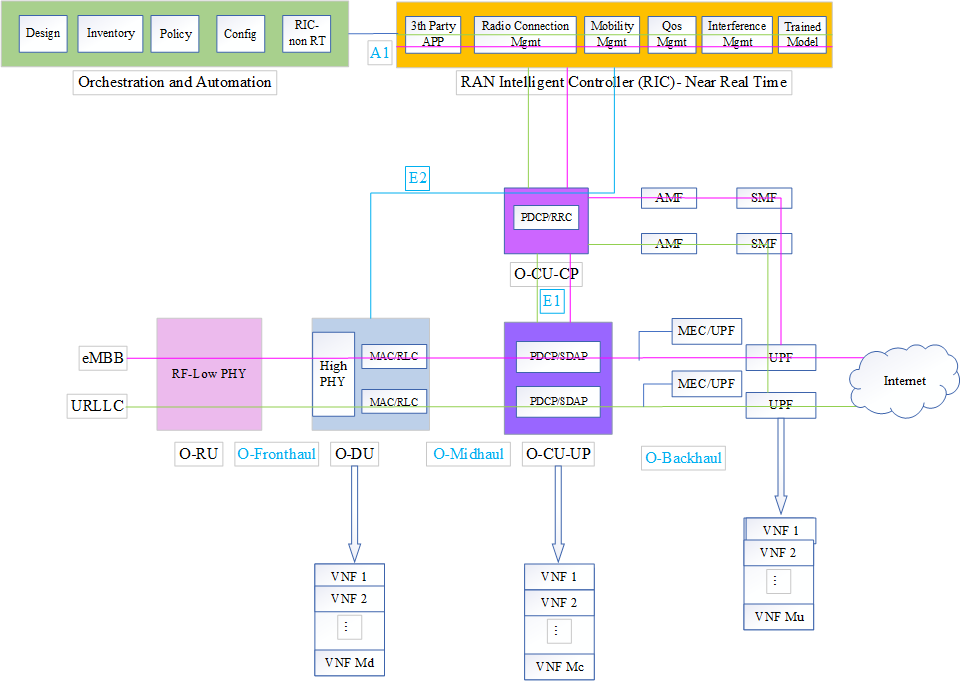 Design
Inventory
Policy
Config
RIC-
non RT
A1
3th Party
APP
Radio Connection
Mgmt
Mobility
Mgmt
Qos
Mgmt
Interference
Mgmt
Trained
Model
Orchestration and Automation
RAN Intelligent Controller (RIC)- Near Real Time
E2
PDCP/RRC
AMF
SMF
AMF
SMF
O-CU-CP
E1
eMBB
URLLC
RF-Low PHY
High
PHY
MAC/RLC
MAC/RLC
PDCP/SDAP
PDCP/SDAP
MEC/UPF
MEC/UPF
UPF
UPF
Internet
O-RU
O-Fronthaul
O-DU
O-Midhaul
O-CU-UP
O-Backhaul
VNF 1
VNF 2
⋮
VNF Md
VNF 1
VNF 2
⋮
VNF Mc
VNF 1
VNF 2
⋮
VNF Mu